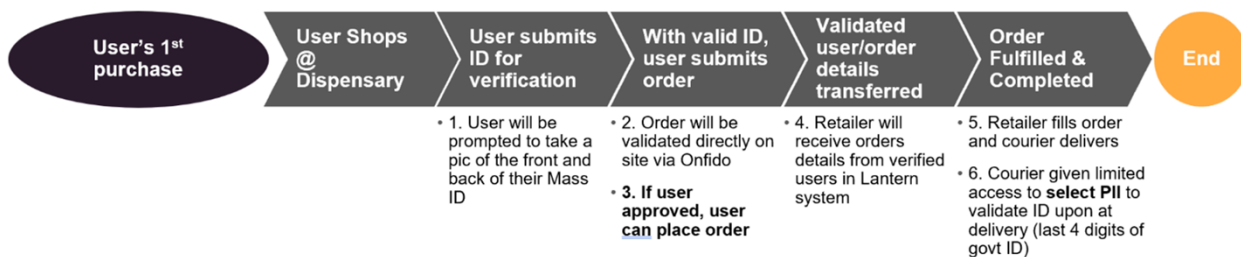 User's 1st
purchase
User Shops
@
Dispensary
User submits
ID for
verification
With valid ID,
user submits
order
Validated
user/order
details
transferred
Order
Fulfilled &
Completed
End
• 1. User will be
prompted to take a
pic of the front and
back of their Mass
ID
• 2. Order will be
validated directly on
site via Onfido
• 3. If user
approved, user
can place order
• 4. Retailer will
receive orders
details from verified
users in Lantern
system
• 5. Retailer fills order
and courier delivers
• 6. Courier given limited
access to select PII to
validate ID upon at
delivery (last 4 digits of
govt ID)